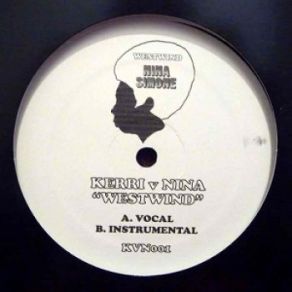 WESTWIND
NINA
SIMONE
KERRI v NINA
"WESTWIND"
A. VOCAL
B. INSTRUMENTAL
KVN001